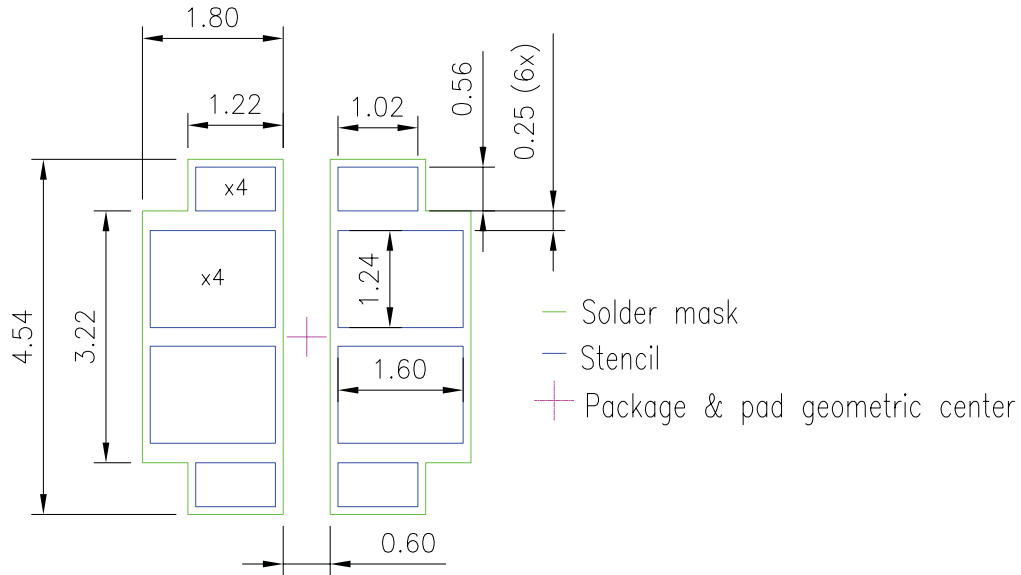 1.80
1.22
1.02
0.56
0.25 (6x)
x4
x4
1.24
4.54
3.22
1.60
0.60
Solder mask
Stencil
Package & pad geometric center